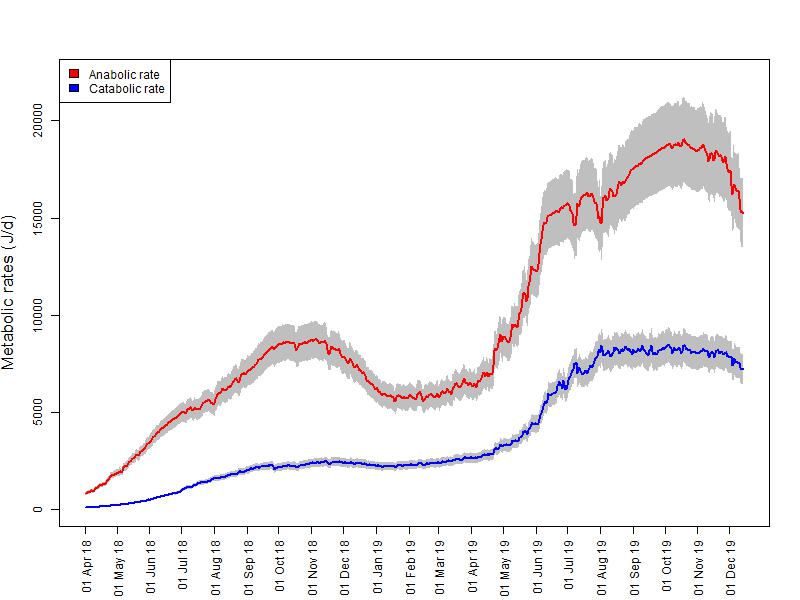 Anabolic rate
Catabolic rate
Metabolic rates (J/d)
20000
15000
10000
5000
0
01 Apr 18
01 May 18
01 Jun 18
01 Jul 18
01 Aug 18
01 Sep 18
01 Oct 18
01 Nov 18
01 Dec 18
01 Jan 19
01 Feb 19
01 Mar 19
01 Apr 19
01 May 19
01 Jun 19
01 Jul 19
01 Aug 19
01 Sep 19
01 Oct 19
01 Nov 19
01 Dec 19